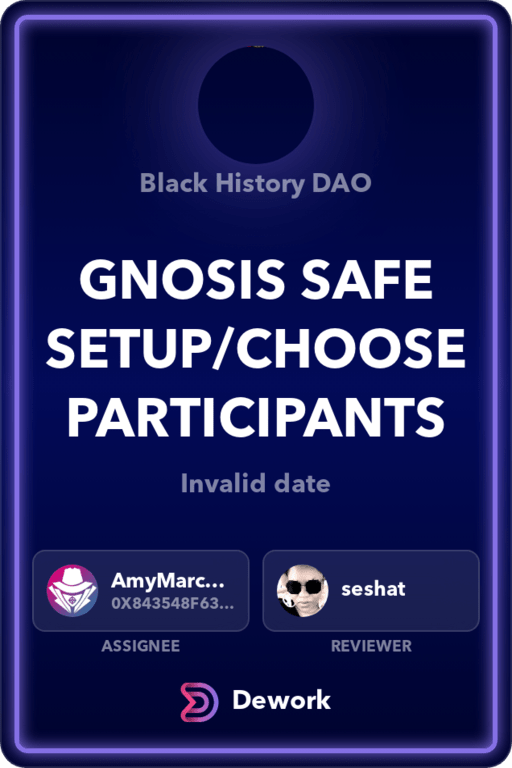 Black History DAO
GNOSIS SAFE
SETUP/CHOOSE
PARTICIPANTS
Invalid date
AmyMarc...
0X843548F63...
seshat
ASSIGNEE
REVIEWER
Dework